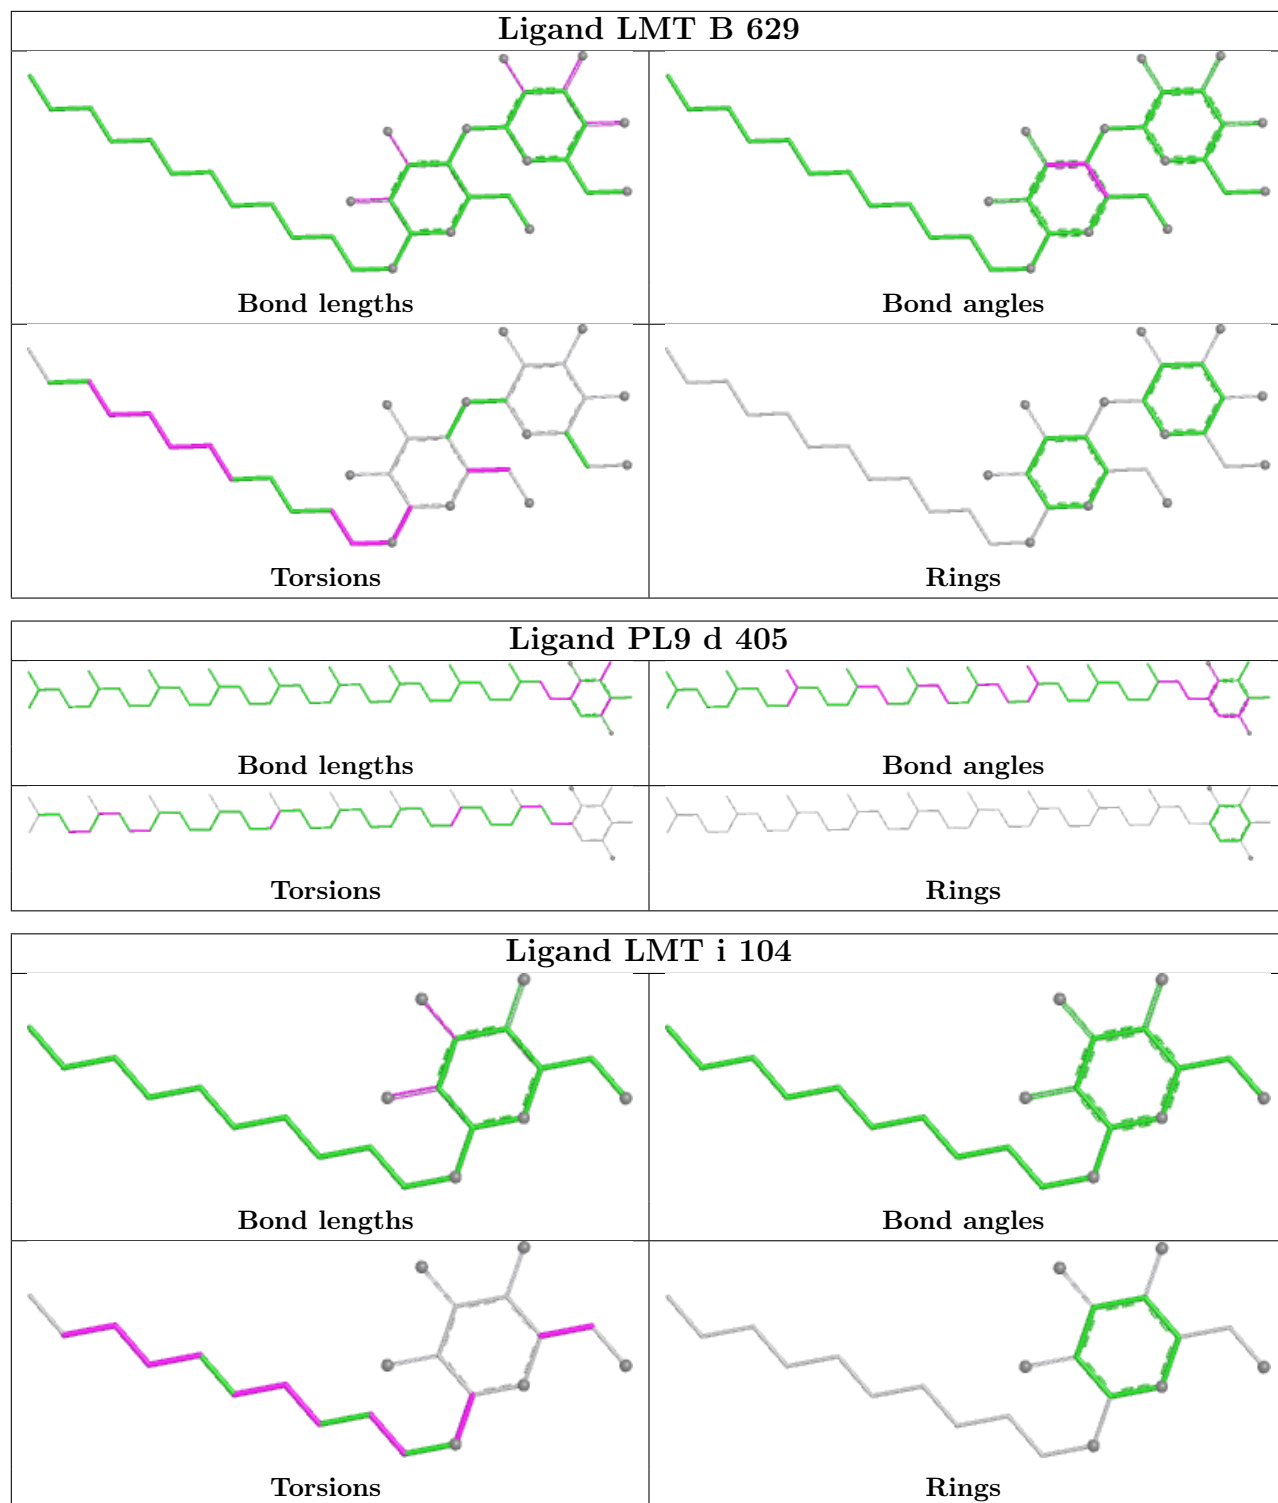 Ligand LMT B 629
Bond lengths
Bond angles
Torsions
Rings
Ligand PL9 d 405
Bond lengths
Bond angles
Torsions
Rings
Ligand LMT i 104
Bond lengths
Bond angles
Torsions
Rings